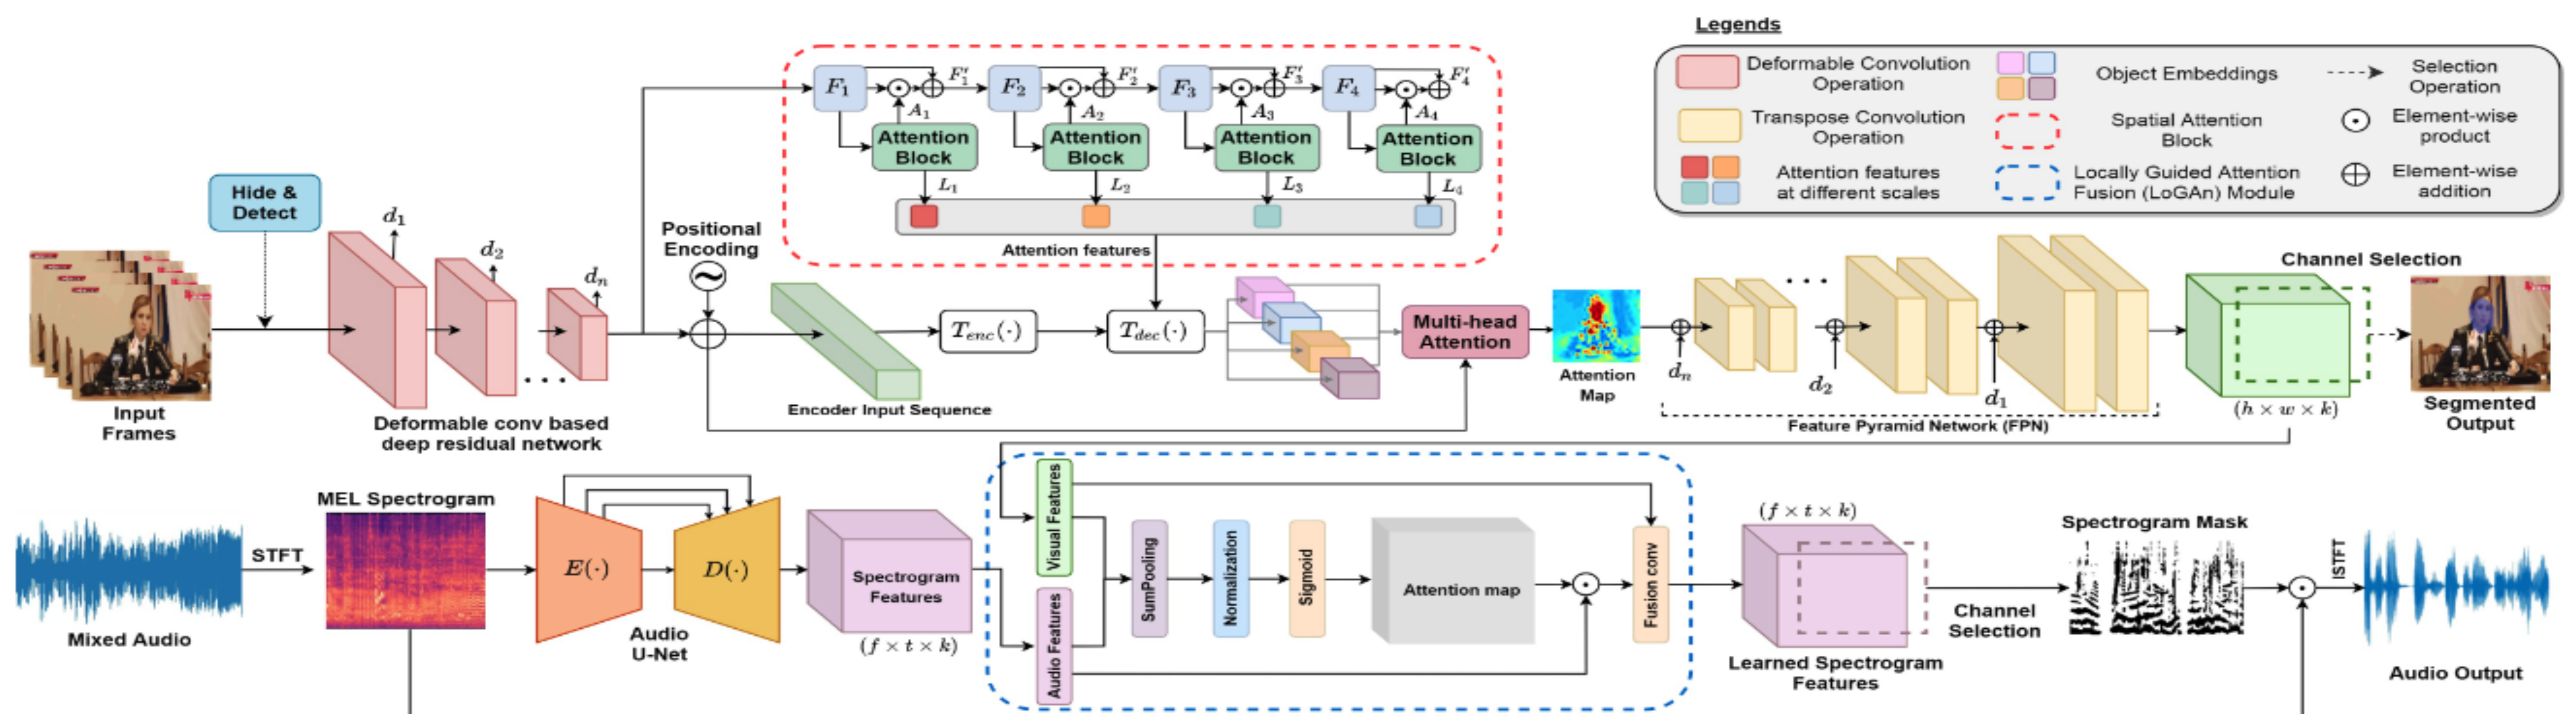 Legends
Deformable Convolution
Operation
Transpose Convolution
Operation
Attention features
at different scales
Object Embeddings
Spatial Attention
Block
Locally Guided Attention
Fusion (LoGAn) Module
Selection
Operation
Element-wise
product
Element-wise
addition
F₁
F′₁
F₂
F′₂
F₃
F′₃
F₄
F′₄
A₁
A₂
A₃
A₄
Attention
Block
Attention
Block
Attention
Block
Attention
Block
L₁
L₂
L₃
L₄
Attention features
Hide &
Detect
d₁
d₂
dₙ
Input
Frames
Deformable conv based
deep residual network
Positional
Encoding
Encoder Input Sequence
T_enc(·)
T_dec(·)
Multi-head
Attention
Attention
Map
dₙ
d₂
d₁
Feature Pyramid Network (FPN)
Channel Selection
(h × w × k)
Segmented
Output
Mixed Audio
STFT
MEL Spectrogram
E(·)
D(·)
Audio
U-Net
Spectrogram
Features
(f × t × k)
Visual Features
Audio Features
SumPooling
Normalization
Sigmoid
Attention map
Fusion conv
(f × t × k)
Learned Spectrogram
Features
Channel
Selection
Spectrogram Mask
ISTFT
Audio Output